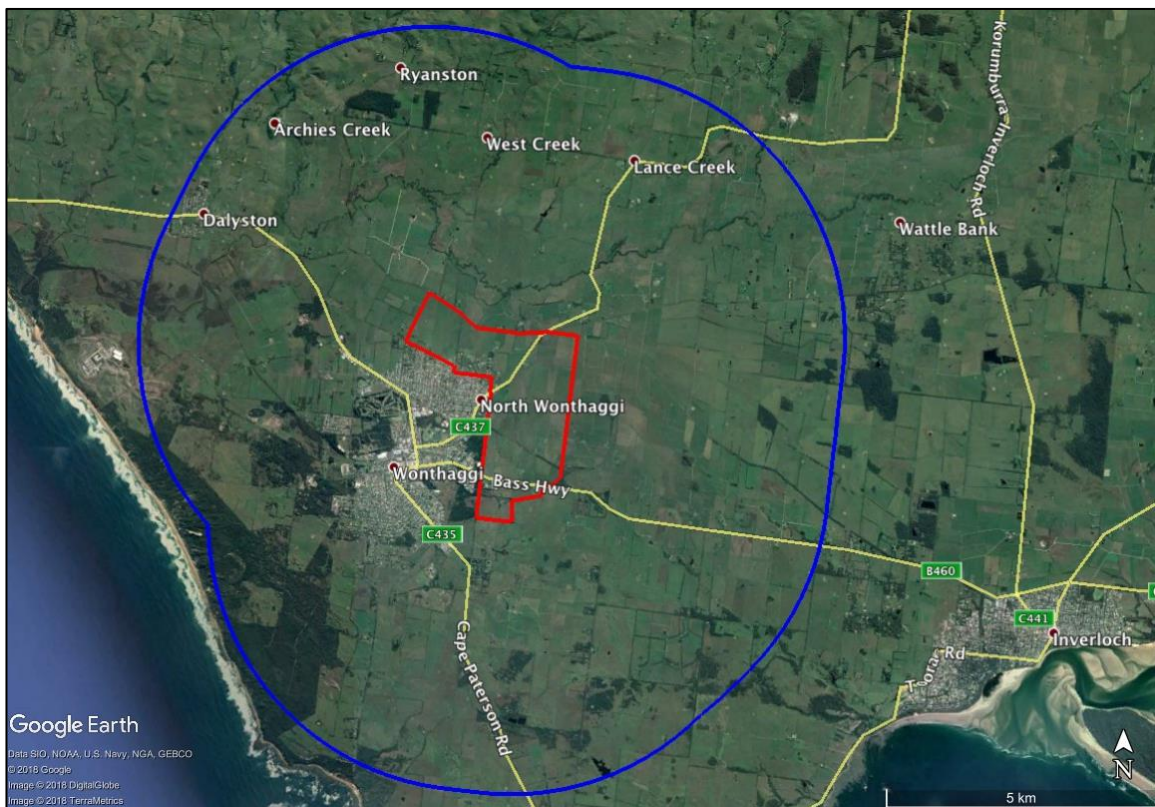 Korumburra Inverloch Rd
Ryanston
Archies Creek
West Creek
Lance Creek
Dalyston
Wattle Bank
North Wonthaggi
C437
Wonthaggi
Bass Hwy
C435
B460
C441
Inverloch
Rd
Cape Paterson Rd
Google Earth
Data SIO, NOAA, U.S. Navy, NGA, GEBCO
© 2018 Google
Image © 2018 DigitalGlobe
Image © 2018 TerraMetrics
N
5 km